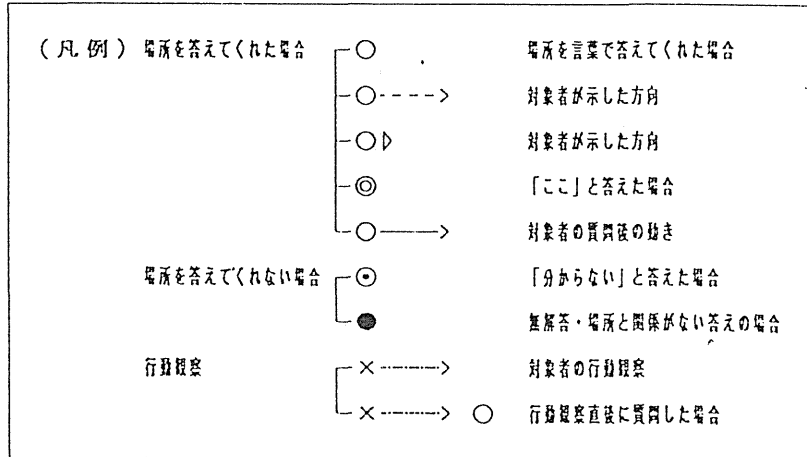 (凡例) 場所を答えてくれた場合 ○ 場所を言葉で答えてくれた場合
○----> 対象者が示した方向
○▷ 対象者が示した方向
◎ 「ここ」と答えた場合
○──> 対象者の質問後の動き
場所を答えてくれない場合 ⊙ 「分からない」と答えた場合
● 無解答・場所と関係がない答えの場合
行動観察 ×-----> 対象者の行動観察
×-----> ○ 行動観察直後に質問した場合